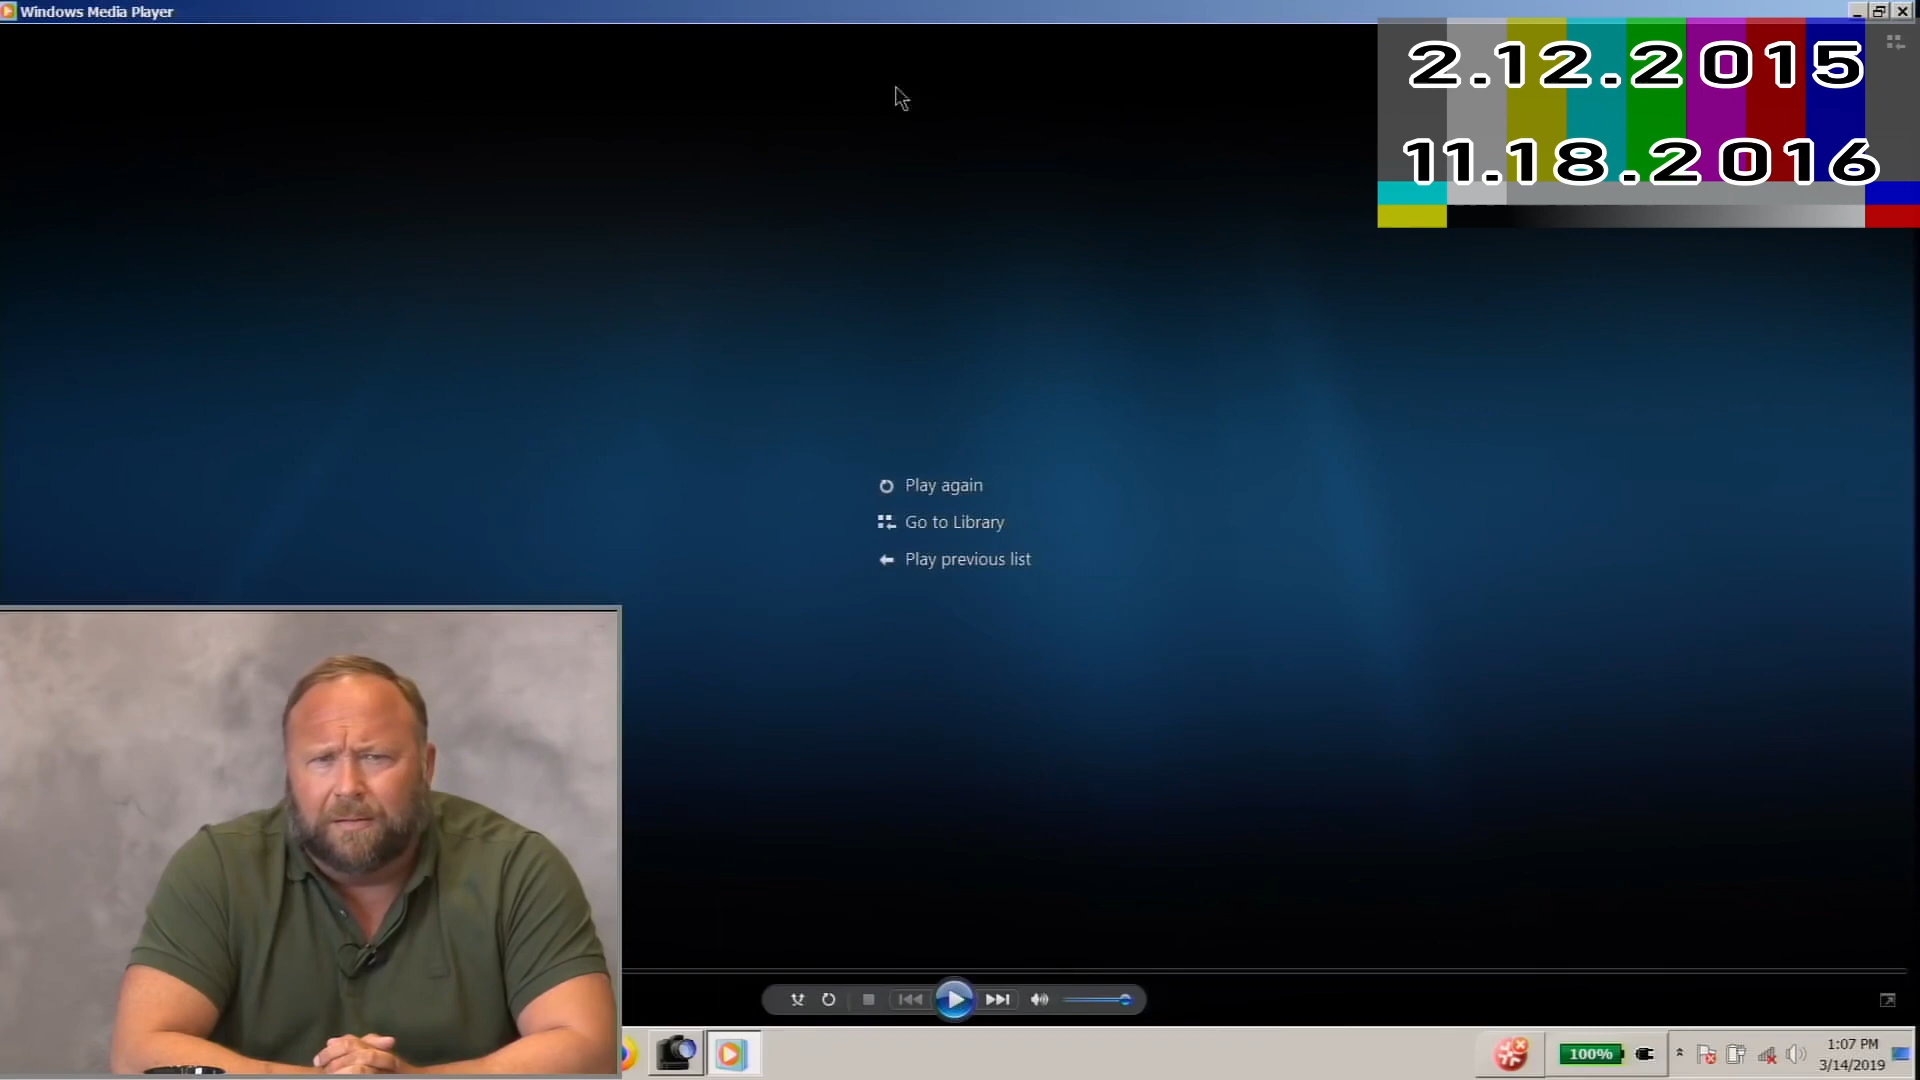 Windows Media Player
2.12.2015
11.18.2016
Play again
Go to Library
Play previous list
100%
1:07 PM
3/14/2019